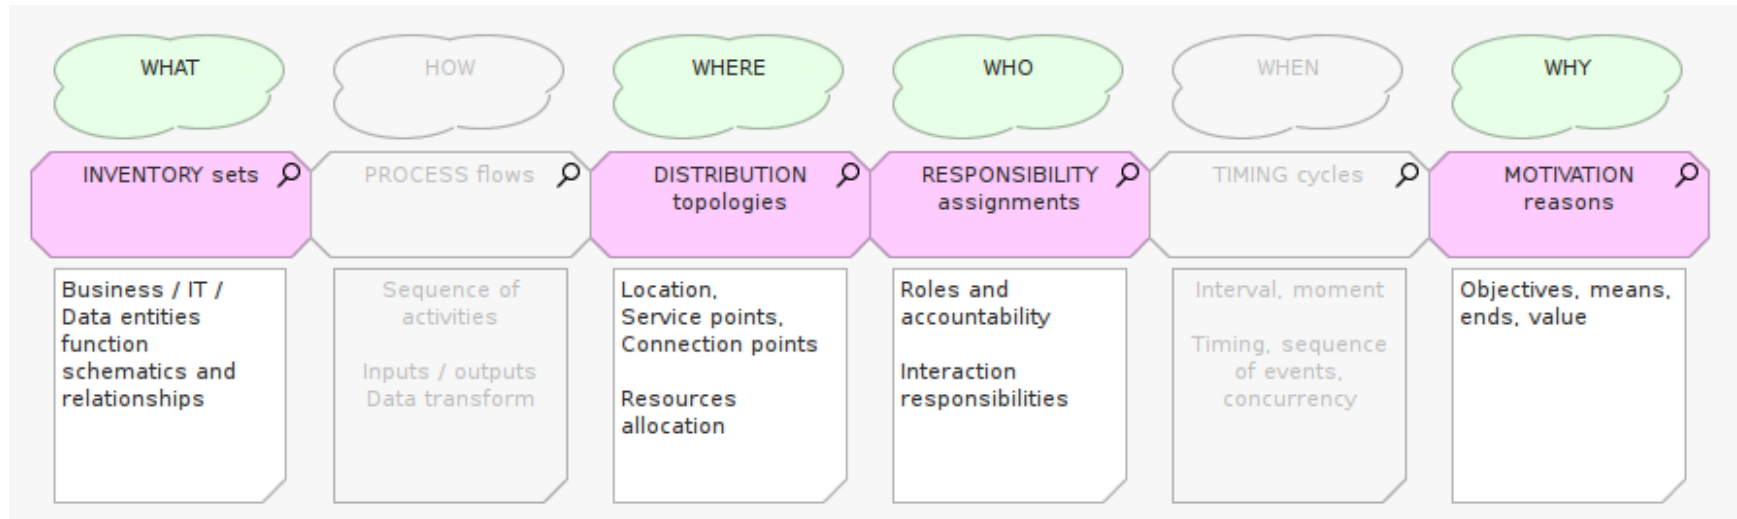 WHAT
HOW
WHERE
WHO
WHEN
WHY
INVENTORY sets
PROCESS flows
DISTRIBUTION
topologies
RESPONSIBILITY
assignments
TIMING cycles
MOTIVATION
reasons
Business / IT /
Data entities
function
schematics and
relationships
Sequence of
activities
Inputs / outputs
Data transform
Location,
Service points,
Connection points
Resources
allocation
Roles and
accountability
Interaction
responsibilities
Interval, moment
Timing, sequence
of events,
concurrency
Objectives, means,
ends, value